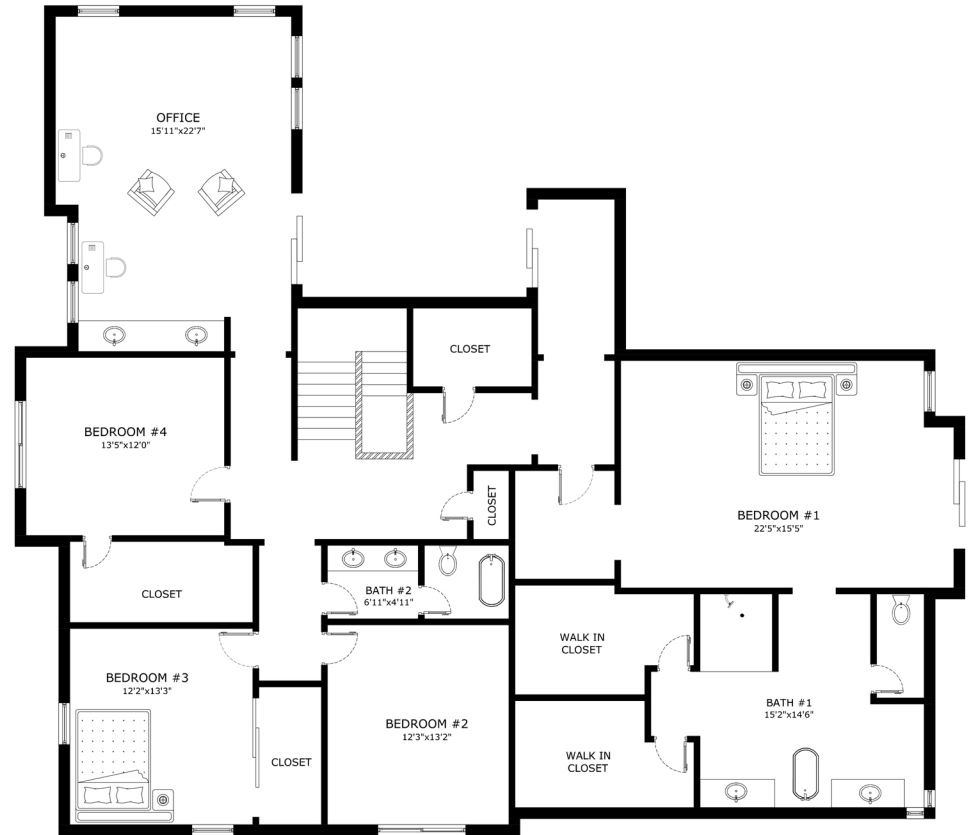 OFFICE
15'11"x22'7"
CLOSET
BEDROOM #4
13'5"x12'0"
BEDROOM #1
22'5"x15'5"
CLOSET
CLOSET
BATH #2
6'11"x4'11"
WALK IN
CLOSET
BEDROOM #3
12'2"x13'3"
BEDROOM #2
12'3"x13'2"
BATH #1
15'2"x14'6"
CLOSET
WALK IN
CLOSET